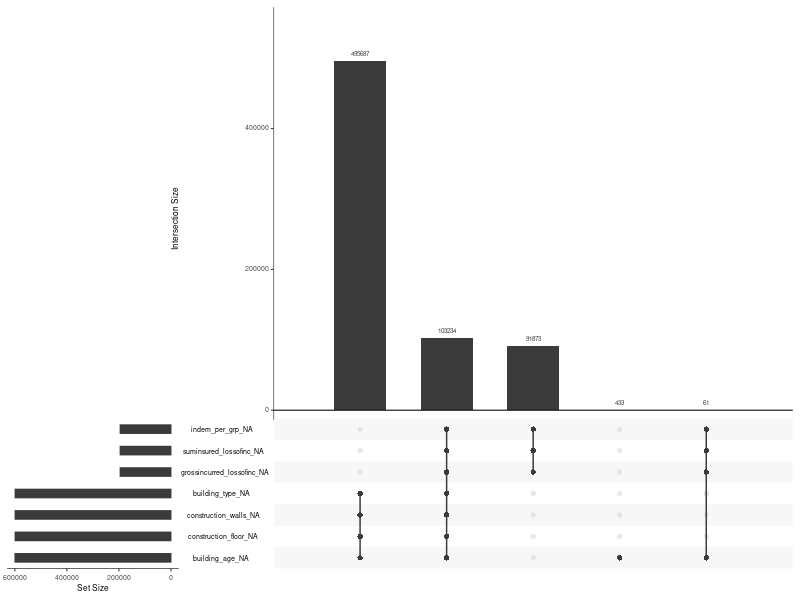 495687
400000
Intersection Size
200000
103234
91873
433
61
0
indem_per_grp_NA
suminsured_lossofinc_NA
grossincurred_lossofinc_NA
building_type_NA
construction_walls_NA
construction_floor_NA
building_age_NA
600000 400000 200000 0
Set Size